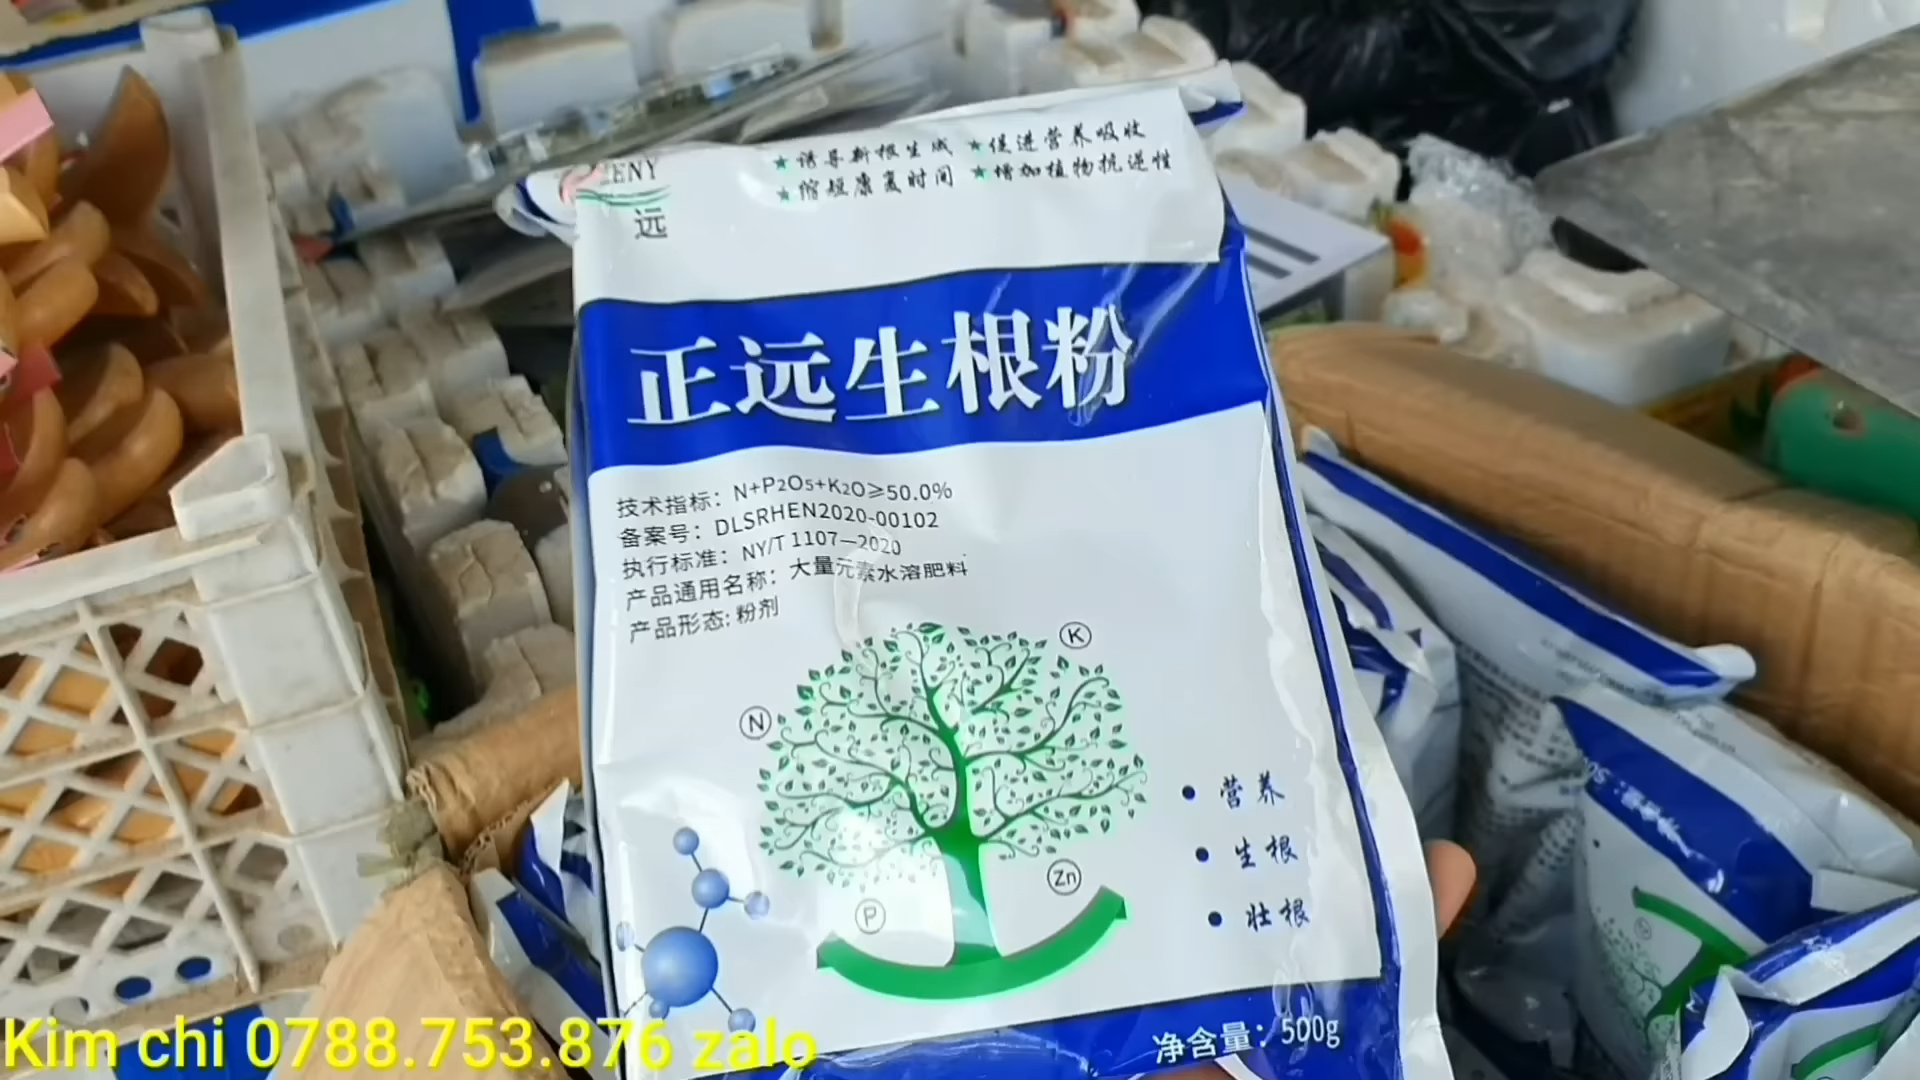 ZENY
远
★诱导新根生成 ★促进营养吸收
★缩短康复时间 ★增加植物抗逆性
正远生根粉
技术指标：N+P2O5+K2O≥50.0%
备案号：DLSRHEN2020-00102
执行标准：NY/T 1107—2020
产品通用名称：大量元素水溶肥料
产品形态：粉剂
K
N
Zn
P
• 营养
• 生根
• 壮根
净含量：500g
Kim chi 0788.753.876 zalo